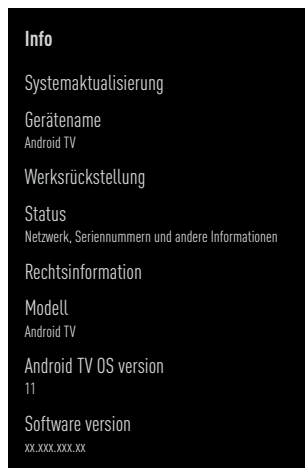 Info
Systemaktualisierung
Gerätename
Android TV
Werksrückstellung
Status
Netzwerk, Seriennummern und andere Informationen
Rechtsinformation
Modell
Android TV
Android TV OS version
11
Software version
xx.xxx.xxx.xx